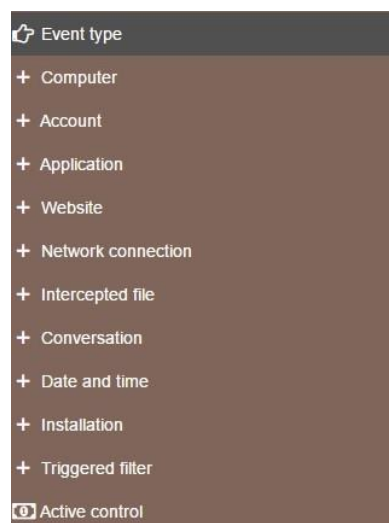 Event type
+ Computer
+ Account
+ Application
+ Website
+ Network connection
+ Intercepted file
+ Conversation
+ Date and time
+ Installation
+ Triggered filter
Active control